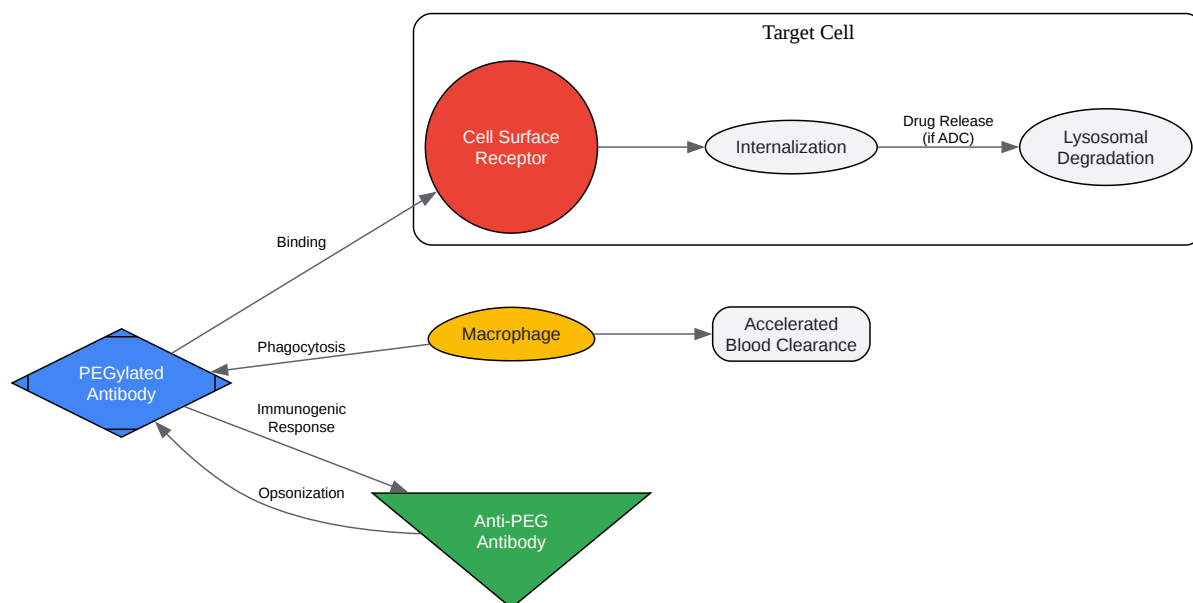 Target Cell
Cell Surface
Receptor
Internalization
Drug Release
(if ADC)
Lysosomal
Degradation
Binding
Macrophage
Accelerated
Blood Clearance
Phagocytosis
PEGylated
Antibody
Immunogenic
Response
Opsonization
Anti-PEG
Antibody